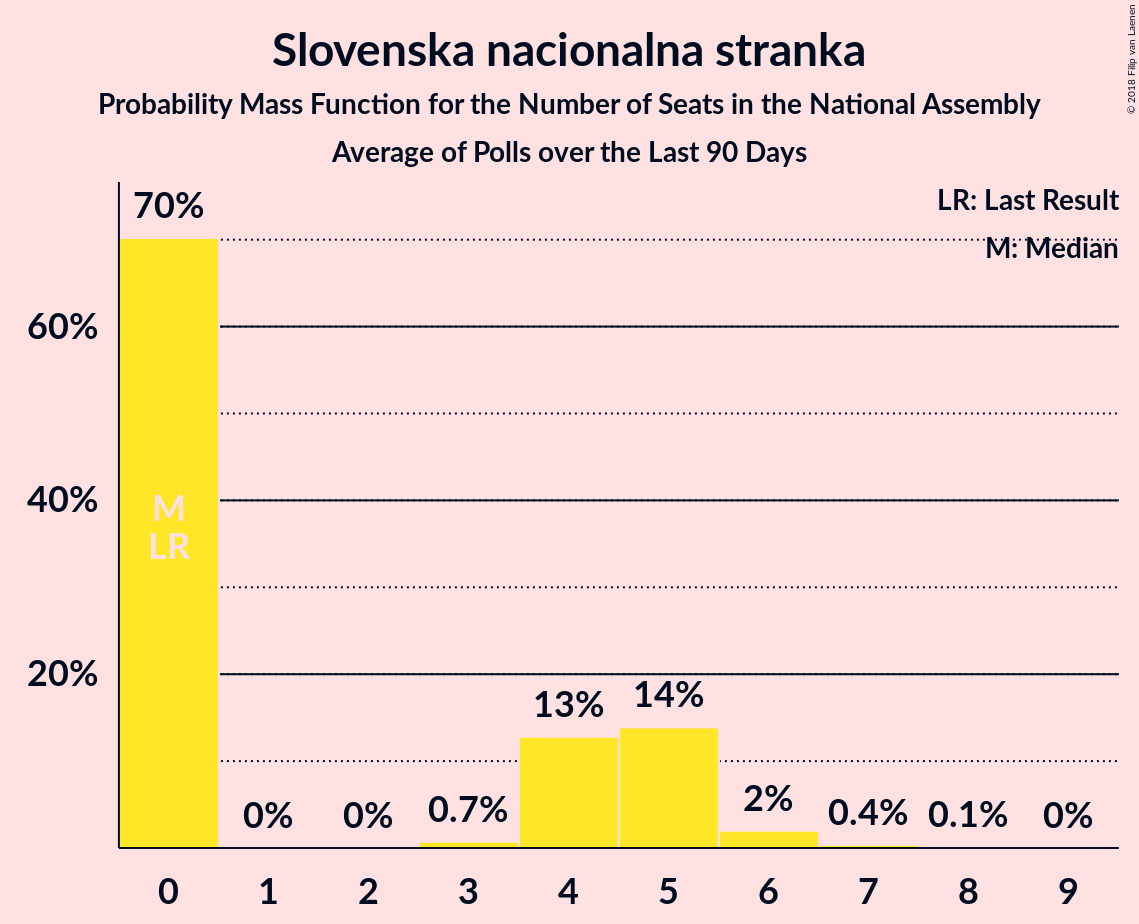 Slovenska nacionalna stranka
Probability Mass Function for the Number of Seats in the National Assembly
Average of Polls over the Last 90 Days
© 2018 Filip van Laenen
LR: Last Result
M: Median
70%
60%
40%
20%
M
LR
0%
0%
0.7%
13%
14%
2%
0.4%
0.1%
0%
0 1 2 3 4 5 6 7 8 9